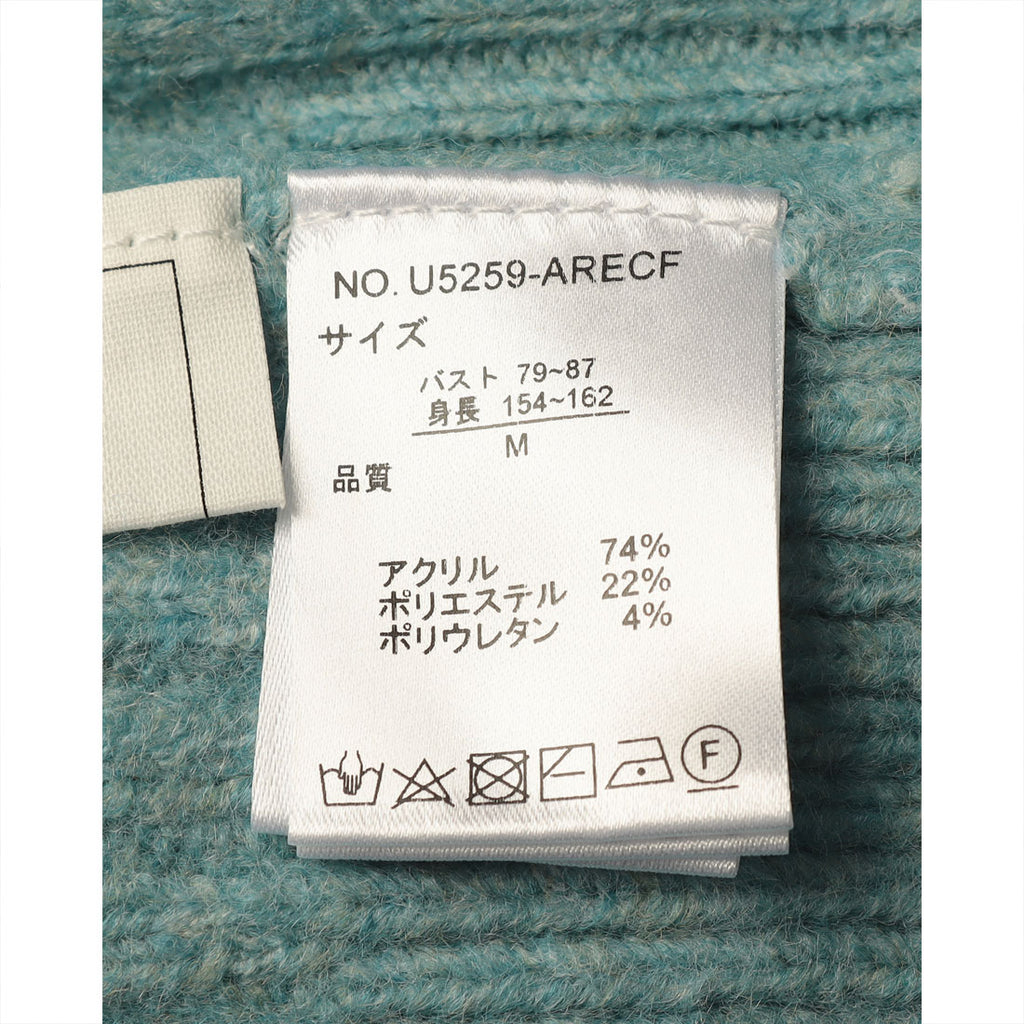 NO. U5259-ARECF
サイズ
バスト 79~87
身長 154~162
M
品質
アクリル 74%
ポリエステル 22%
ポリウレタン 4%
F